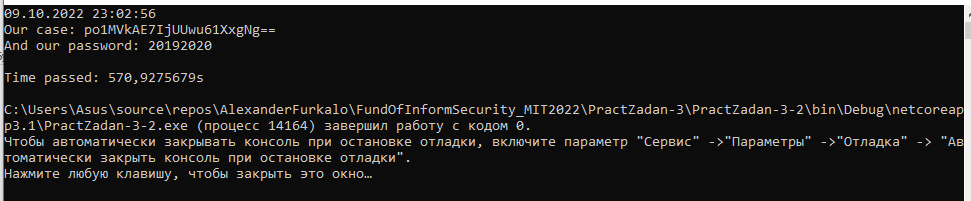 09.10.2022 23:02:56
Our case: po1MVkAE7IjUUwu61XxgNg==
And our password: 20192020
Time passed: 570,9275679s
C:\Users\Asus\source\repos\AlexanderFurkalo\FundOfInformSecurity_MIT2022\PractZadan-3\PractZadan-3-2\bin\Debug\netcoreap
p3.1\PractZadan-3-2.exe (процесс 14164) завершил работу с кодом 0.
Чтобы автоматически закрывать консоль при остановке отладки, включите параметр "Сервис" ->"Параметры" ->"Отладка" -> "Ав
томатически закрыть консоль при остановке отладки".
Нажмите любую клавишу, чтобы закрыть это окно…